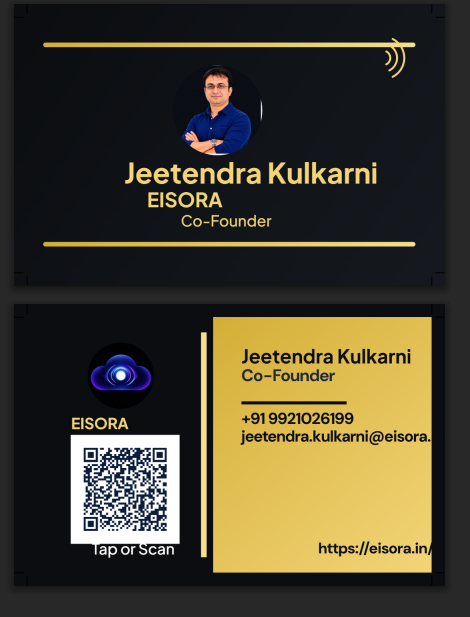 Jeetendra Kulkarni
EISORA
Co-Founder
EISORA
Tap or Scan
Jeetendra Kulkarni
Co-Founder
+91 9921026199
jeetendra.kulkarni@eisora.
https://eisora.in/